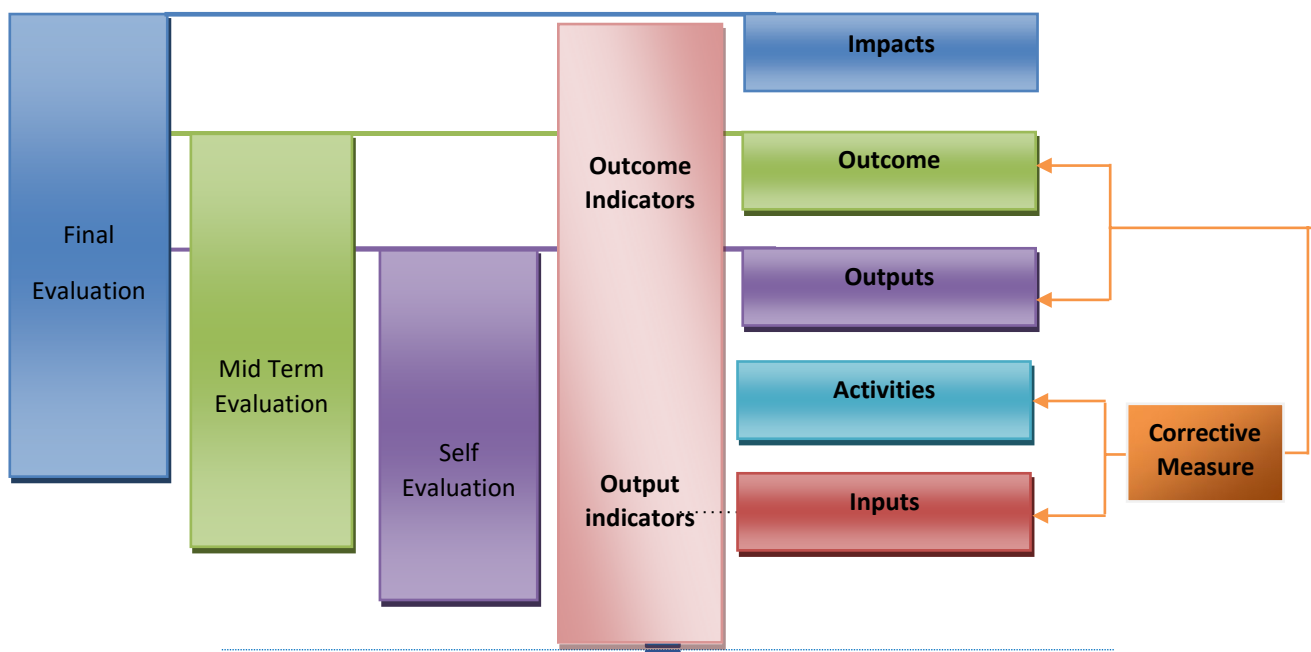 Impacts
Outcome
Outcome
Indicators
Final
Evaluation
Outputs
Mid Term
Evaluation
Activities
Self
Evaluation
Corrective
Measure
Output
indicators
Inputs